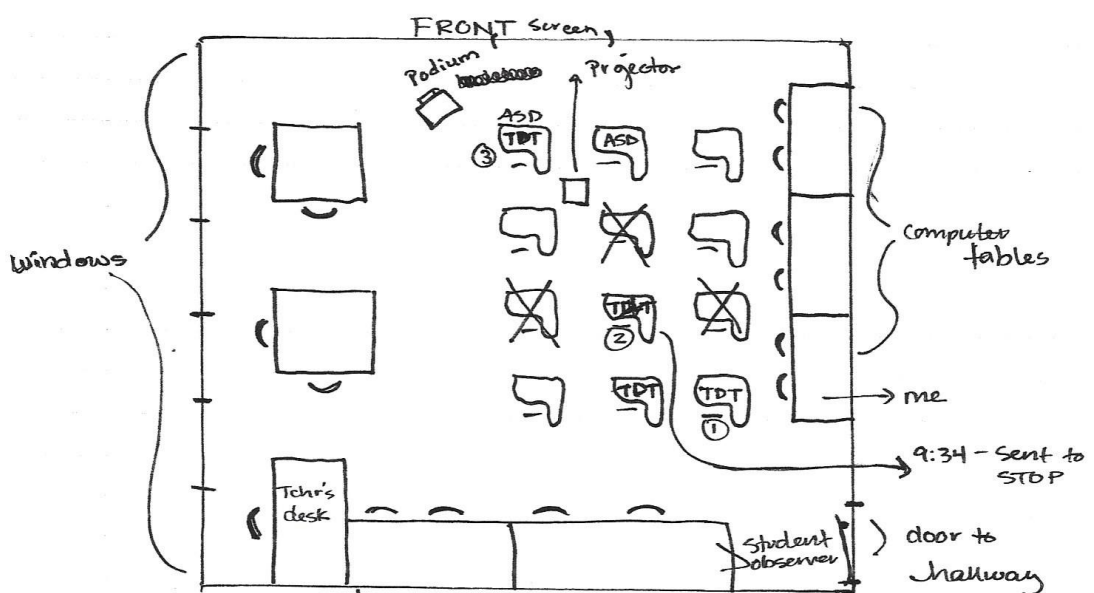 FRONT Screen
Podium
Projector
ASD
TDT
③
ASD
Windows
Computer
tables
TDT
②
TDT
TDT
①
me
9:34 - Sent to
STOP
Tchr's
desk
Student
observer
door to
hallway